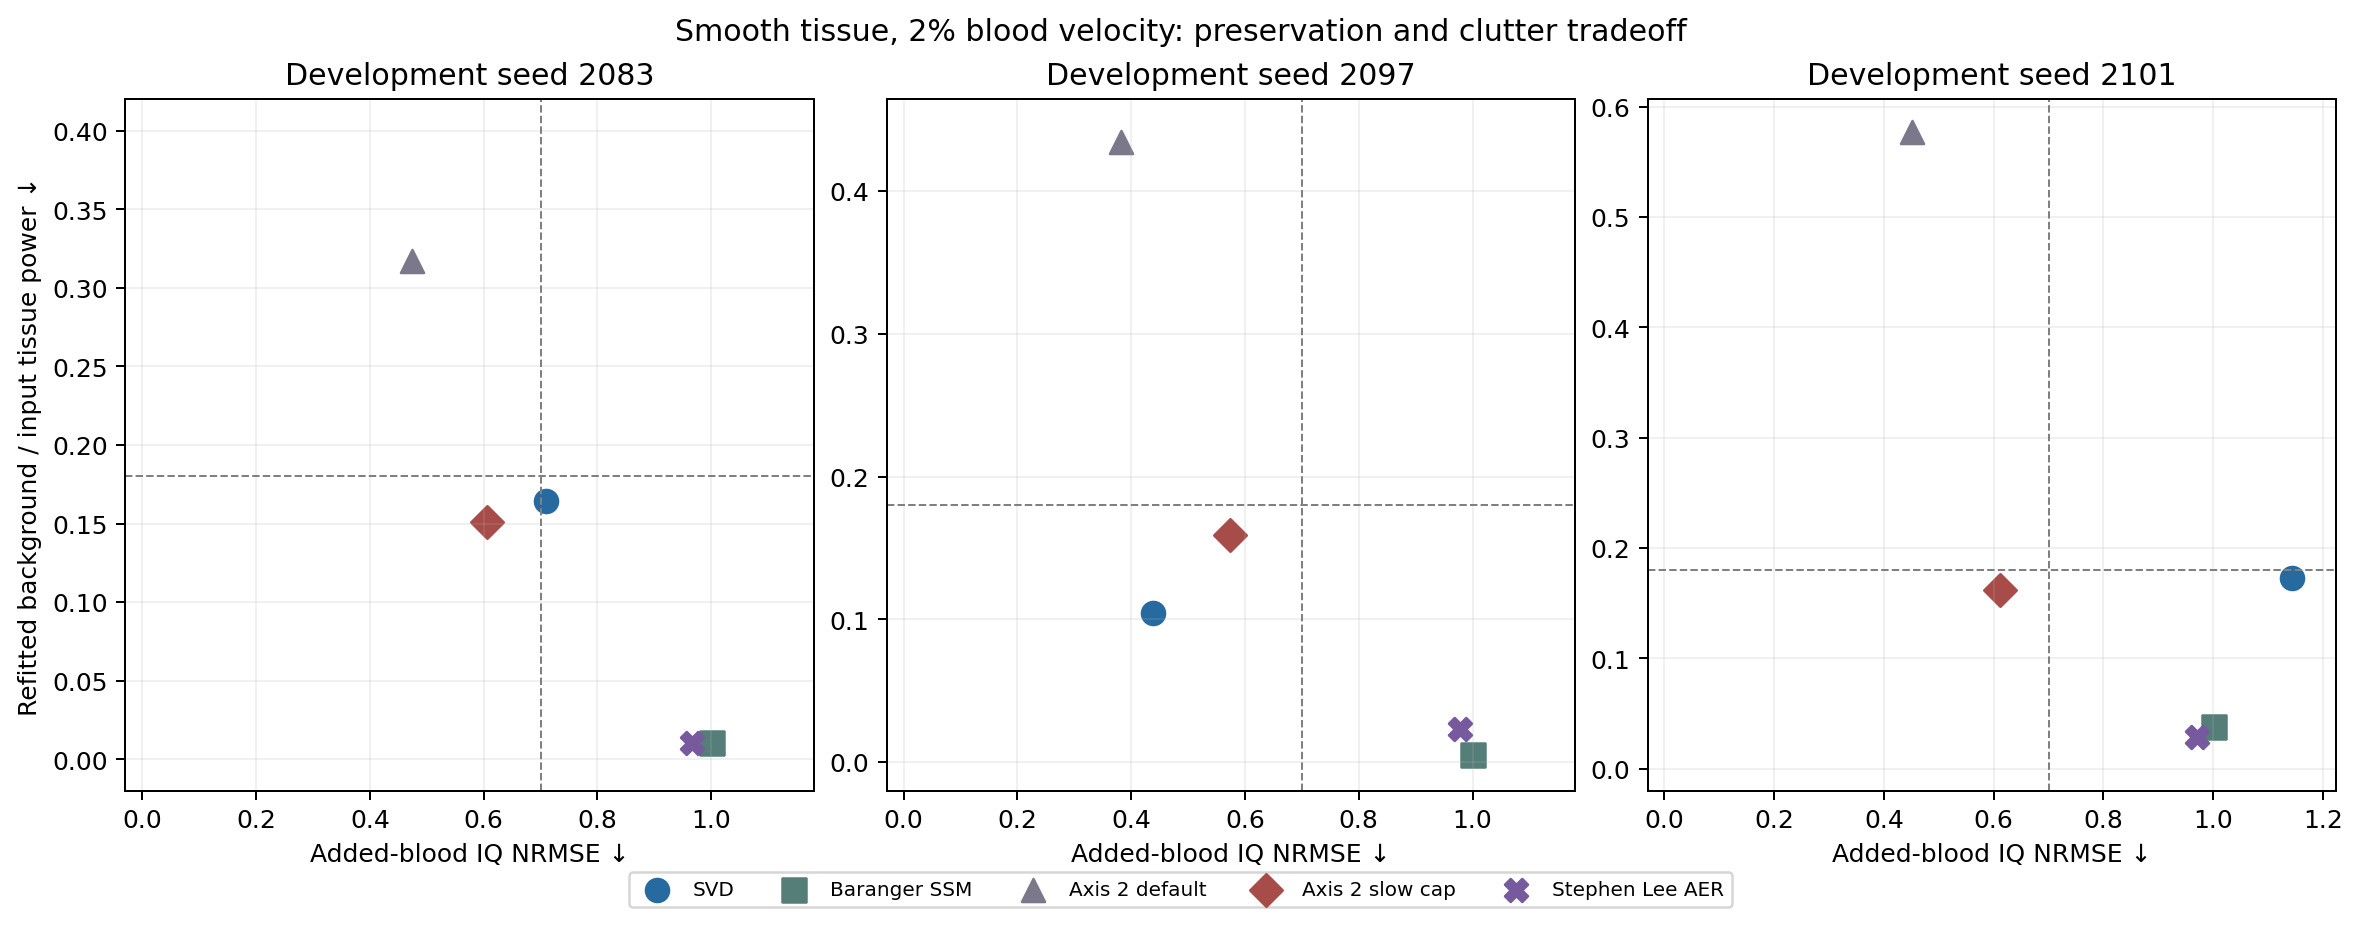 Smooth tissue, 2% blood velocity: preservation and clutter tradeoff
Development seed 2083
Development seed 2097
Development seed 2101
Refitted background / input tissue power ↓
0.40
0.35
0.30
0.25
0.20
0.15
0.10
0.05
0.00
0.0 0.2 0.4 0.6 0.8 1.0
Added-blood IQ NRMSE ↓
0.4
0.3
0.2
0.1
0.0
0.0 0.2 0.4 0.6 0.8 1.0
Added-blood IQ NRMSE ↓
0.6
0.5
0.4
0.3
0.2
0.1
0.0
0.0 0.2 0.4 0.6 0.8 1.0 1.2
Added-blood IQ NRMSE ↓
SVD Baranger SSM Axis 2 default Axis 2 slow cap Stephen Lee AER